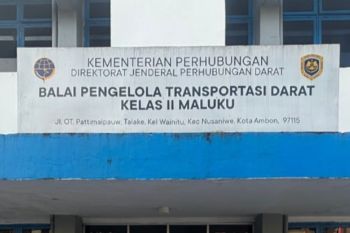 KEMENTERIAN PERHUBUNGAN
DIREKTORAT JENDERAL PERHUBUNGAN DARAT
BALAI PENGELOLA TRANSPORTASI DARAT
KELAS II MALUKU
Jl. OT. Pattimaipauw, Talake, Kel Wainitu, Kec Nusaniwe, Kota Ambon, 97115